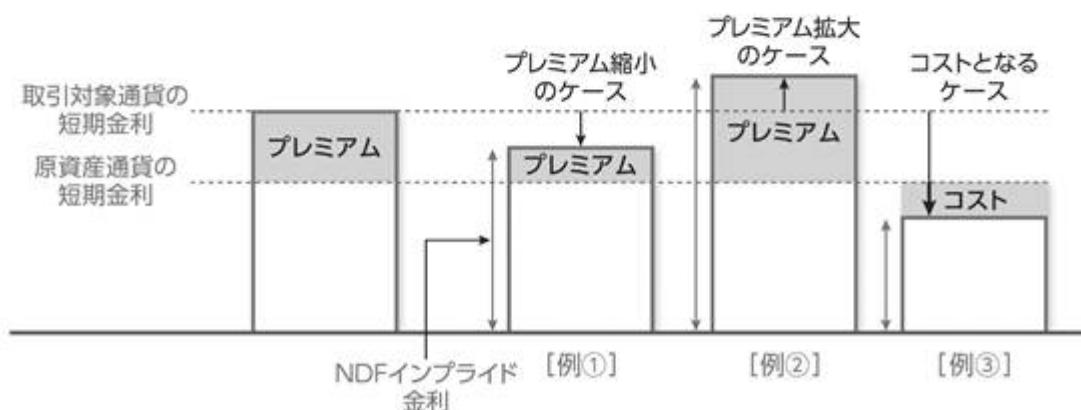 取引対象通貨の
短期金利
原資産通貨の
短期金利
プレミアム
プレミアム縮小
のケース
プレミアム
プレミアム拡大
のケース
プレミアム
コストとなる
ケース
コスト
NDFインプライド
金利
[例①]
[例②]
[例③]